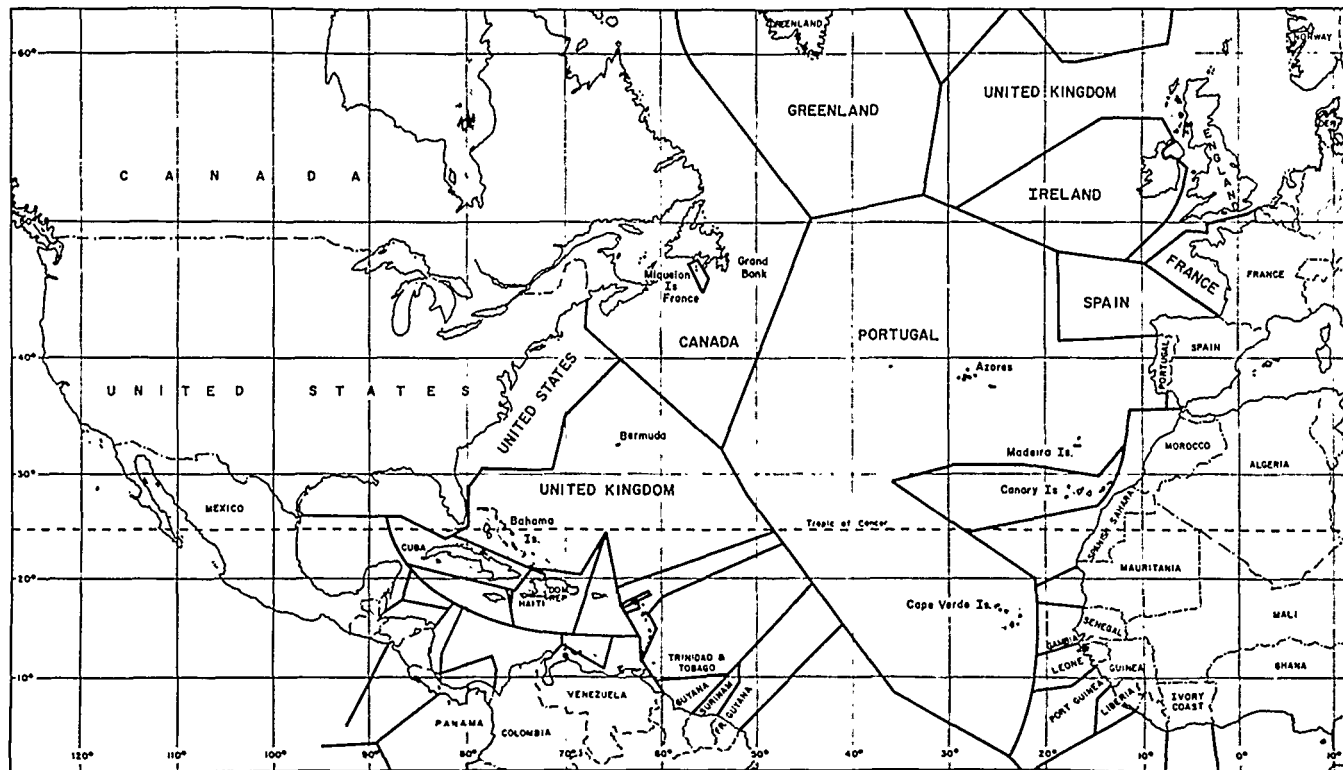 GREENLAND
NORWAY
60°
GREENLAND
UNITED KINGDOM
ENGLAND
CANADA
IRELAND
Miquelon
Is
France
Grand
Bank
FRANCE
FRANCE
SPAIN
CANADA
PORTUGAL
SPAIN
PORTUGAL
40°
UNITED STATES
UNITED STATES
Azores
Bermuda
Madeira Is.
MOROCCO
ALGERIA
30°
UNITED KINGDOM
Canary Is
MEXICO
Bahama
Is.
Tropic of Cancer
SPANISH SAHARA
CUBA
MAURITANIA
20°
HAITI
DOM
REP
Cape Verde Is.
SENEGAL
MALI
GAMBIA
TRINIDAD &
TOBAGO
LEONE
GUINEA
GHANA
10°
VENEZUELA
GUYANA
SURINAM
FR. GUYANA
PORT GUINEA
LIBERIA
IVORY
COAST
PANAMA
COLOMBIA
120° 110° 100° 90° 80° 70° 60° 50° 40° 30° 20° 10° 0° 10°